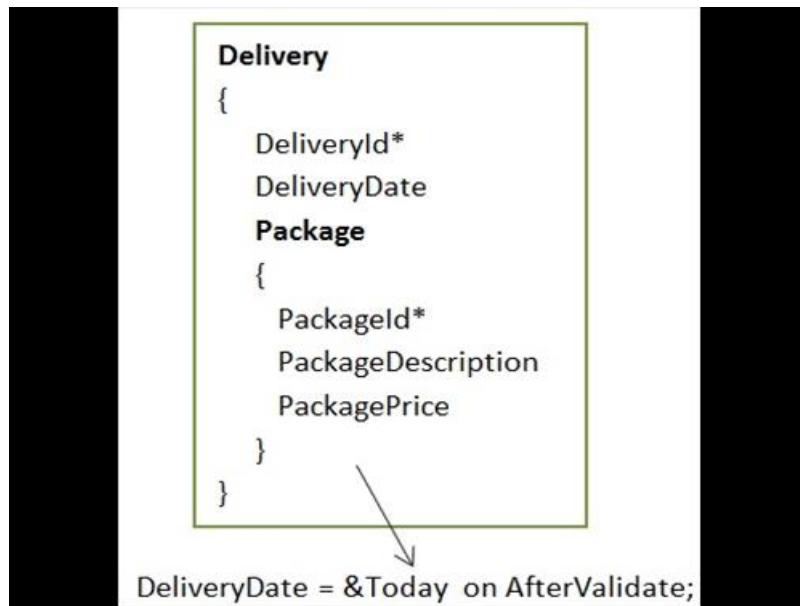 Delivery
{
DeliveryId*
DeliveryDate
Package
{
PackageId*
PackageDescription
PackagePrice
}
}
DeliveryDate = &Today on AfterValidate;